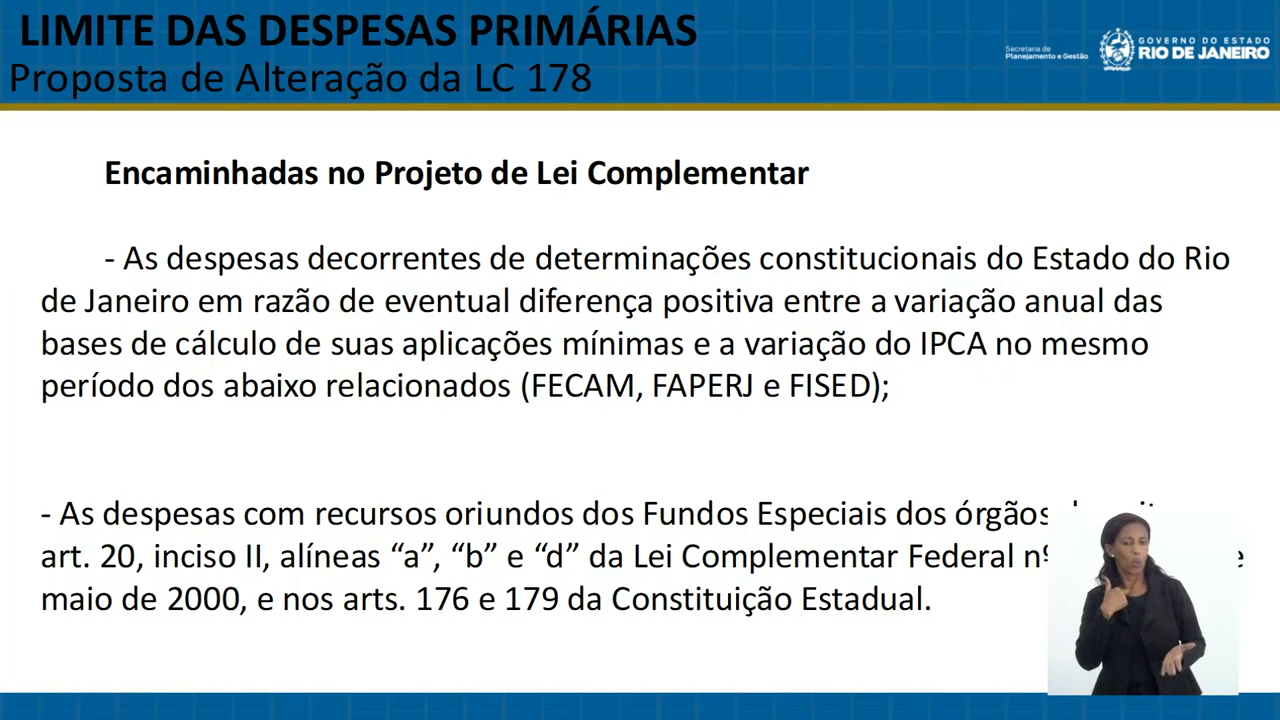 LIMITE DAS DESPESAS PRIMÁRIAS
Proposta de Alteração da LC 178
Secretaria de
Planejamento e Gestão
GOVERNO DO ESTADO
RIO DE JANEIRO
Encaminhadas no Projeto de Lei Complementar
- As despesas decorrentes de determinações constitucionais do Estado do Rio
de Janeiro em razão de eventual diferença positiva entre a variação anual das
bases de cálculo de suas aplicações mínimas e a variação do IPCA no mesmo
período dos abaixo relacionados (FECAM, FAPERJ e FISED);
- As despesas com recursos oriundos dos Fundos Especiais dos órgãos
art. 20, inciso II, alíneas “a”, “b” e “d” da Lei Complementar Federal nº
maio de 2000, e nos arts. 176 e 179 da Constituição Estadual.